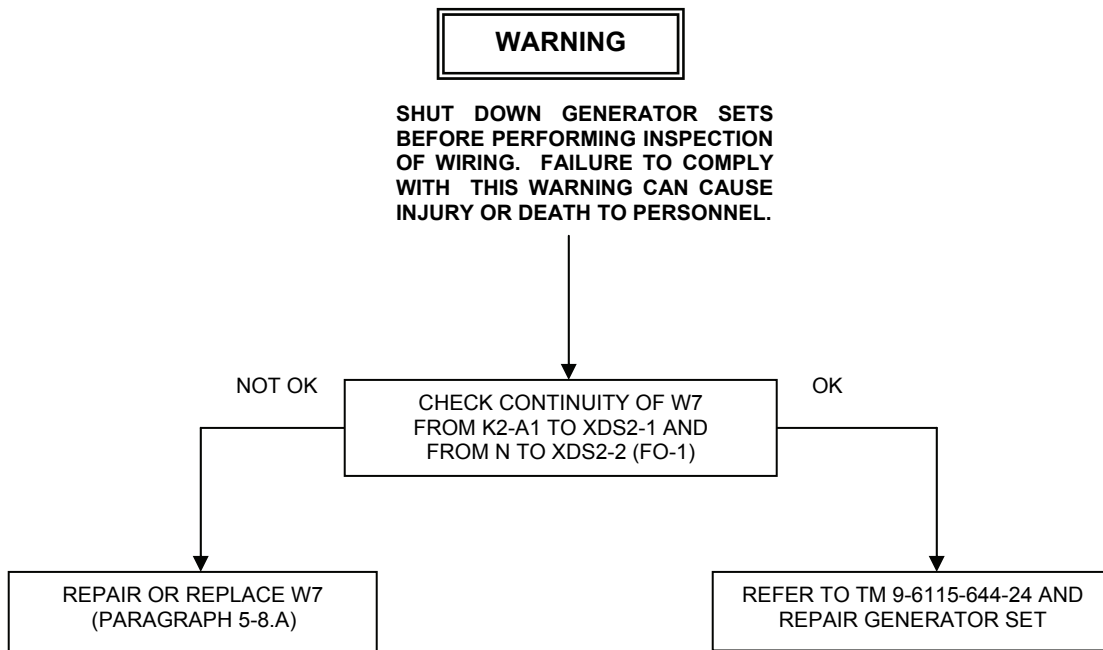 WARNING
SHUT DOWN GENERATOR SETS
BEFORE PERFORMING INSPECTION
OF WIRING. FAILURE TO COMPLY
WITH THIS WARNING CAN CAUSE
INJURY OR DEATH TO PERSONNEL.
NOT OK
OK
CHECK CONTINUITY OF W7
FROM K2-A1 TO XDS2-1 AND
FROM N TO XDS2-2 (FO-1)
REPAIR OR REPLACE W7
(PARAGRAPH 5-8.A)
REFER TO TM 9-6115-644-24 AND
REPAIR GENERATOR SET